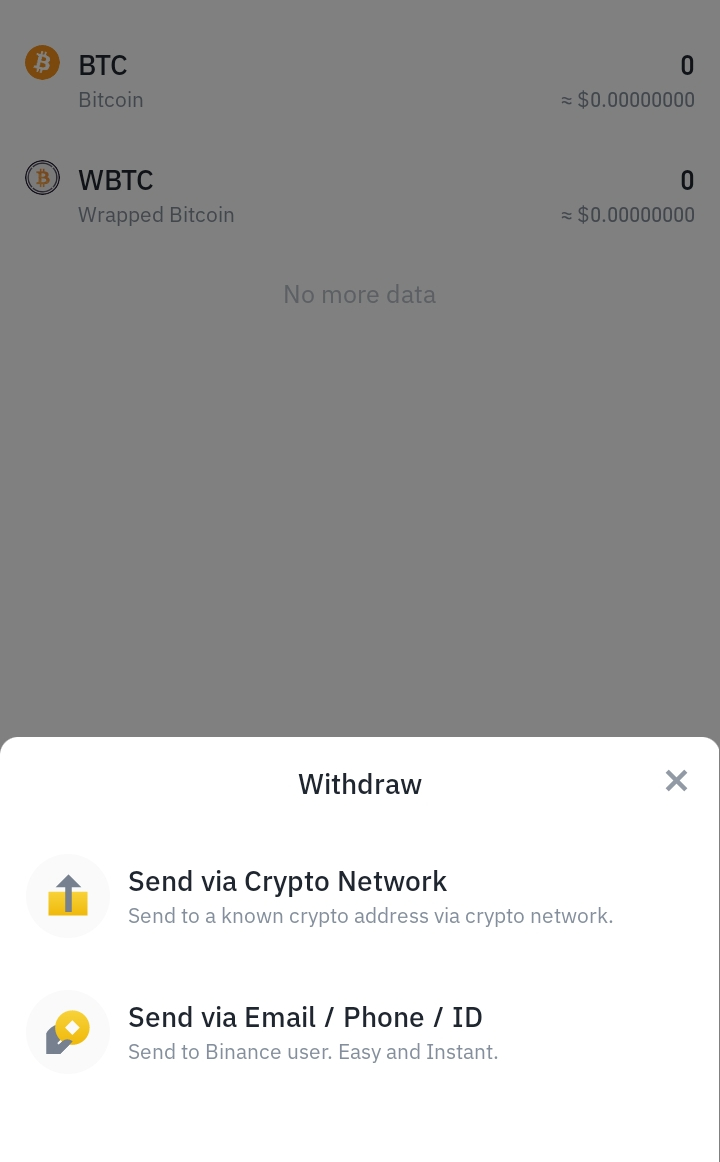 BTC 0
Bitcoin ≈ $0.00000000
WBTC 0
Wrapped Bitcoin ≈ $0.00000000
No more data
Withdraw
Send via Crypto Network
Send to a known crypto address via crypto network.
Send via Email / Phone / ID
Send to Binance user. Easy and Instant.